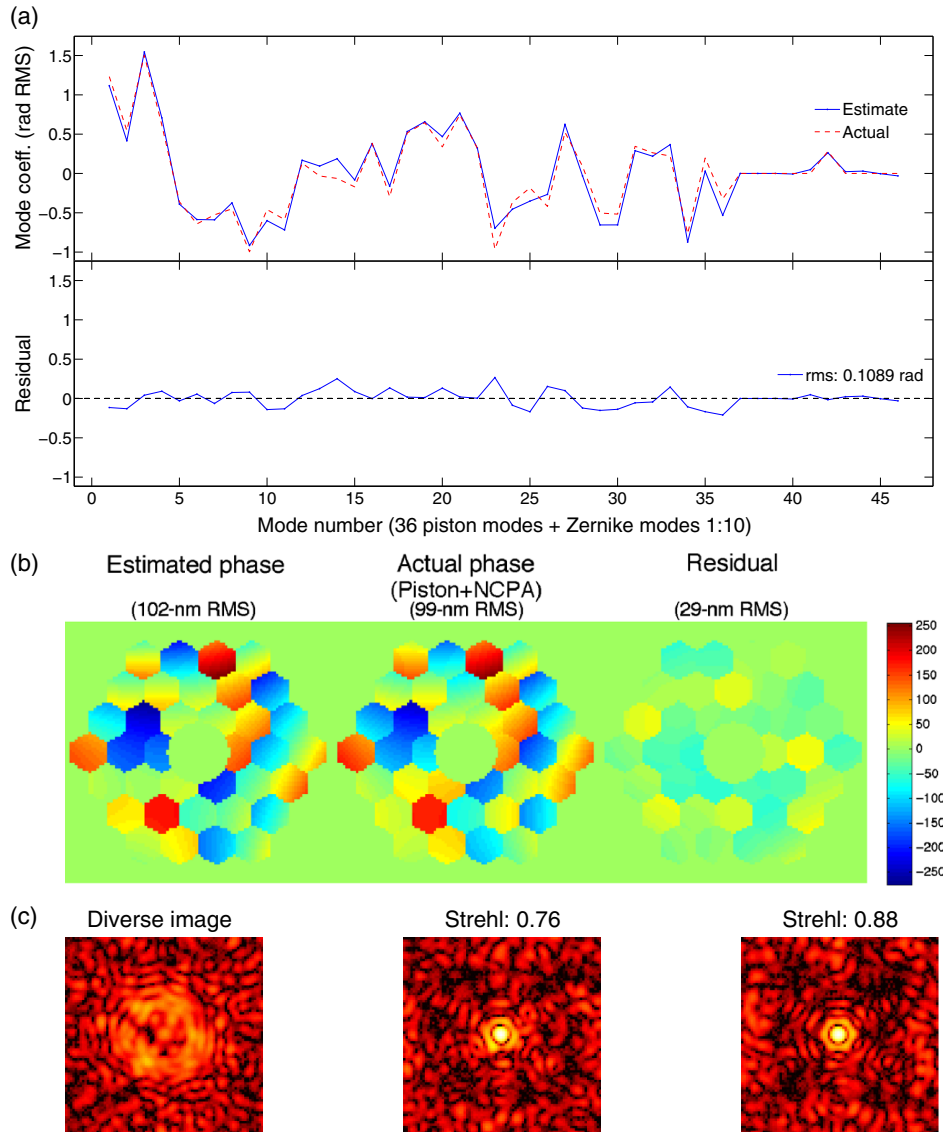 (a)
1.5
1
0.5
0
−0.5
−1
Mode coeff. (rad RMS)
Estimate
Actual
1.5
1
0.5
0
−0.5
−1
Residual
rms: 0.1089 rad
0 5 10 15 20 25 30 35 40 45
Mode number (36 piston modes + Zernike modes 1:10)
(b)
Estimated phase
(102-nm RMS)
Actual phase
(Piston+NCPA)
(99-nm RMS)
Residual
(29-nm RMS)
250
200
150
100
50
0
−50
−100
−150
−200
−250
(c)
Diverse image
Strehl: 0.76
Strehl: 0.88